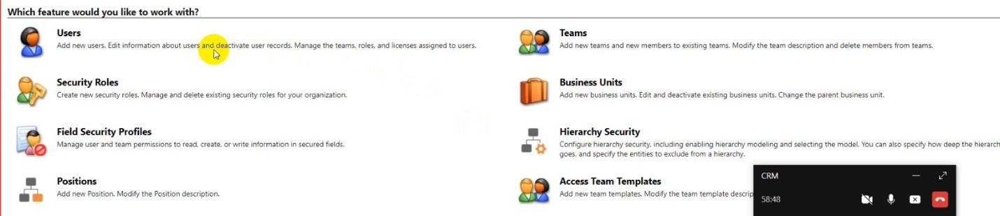 Which feature would you like to work with?
Users
Add new users. Edit information about users and deactivate user records. Manage the teams, roles, and licenses assigned to users.
Teams
Add new teams and new members to existing teams. Modify the team description and delete members from teams.
Security Roles
Create new security roles. Manage and delete existing security roles for your organization.
Business Units
Add new business units. Edit and deactivate existing business units. Change the parent business unit.
Field Security Profiles
Manage user and team permissions to read, create, or write information in secured fields.
Hierarchy Security
Configure hierarchy security, including enabling hierarchy modeling and selecting the model. You can also specify how deep the hierarch
goes, and specify the entities to exclude from a hierarchy.
Positions
Add new Position. Modify the Position description.
Access Team Templates
Add new team templates. Modify the team template descrip
CRM
58:48